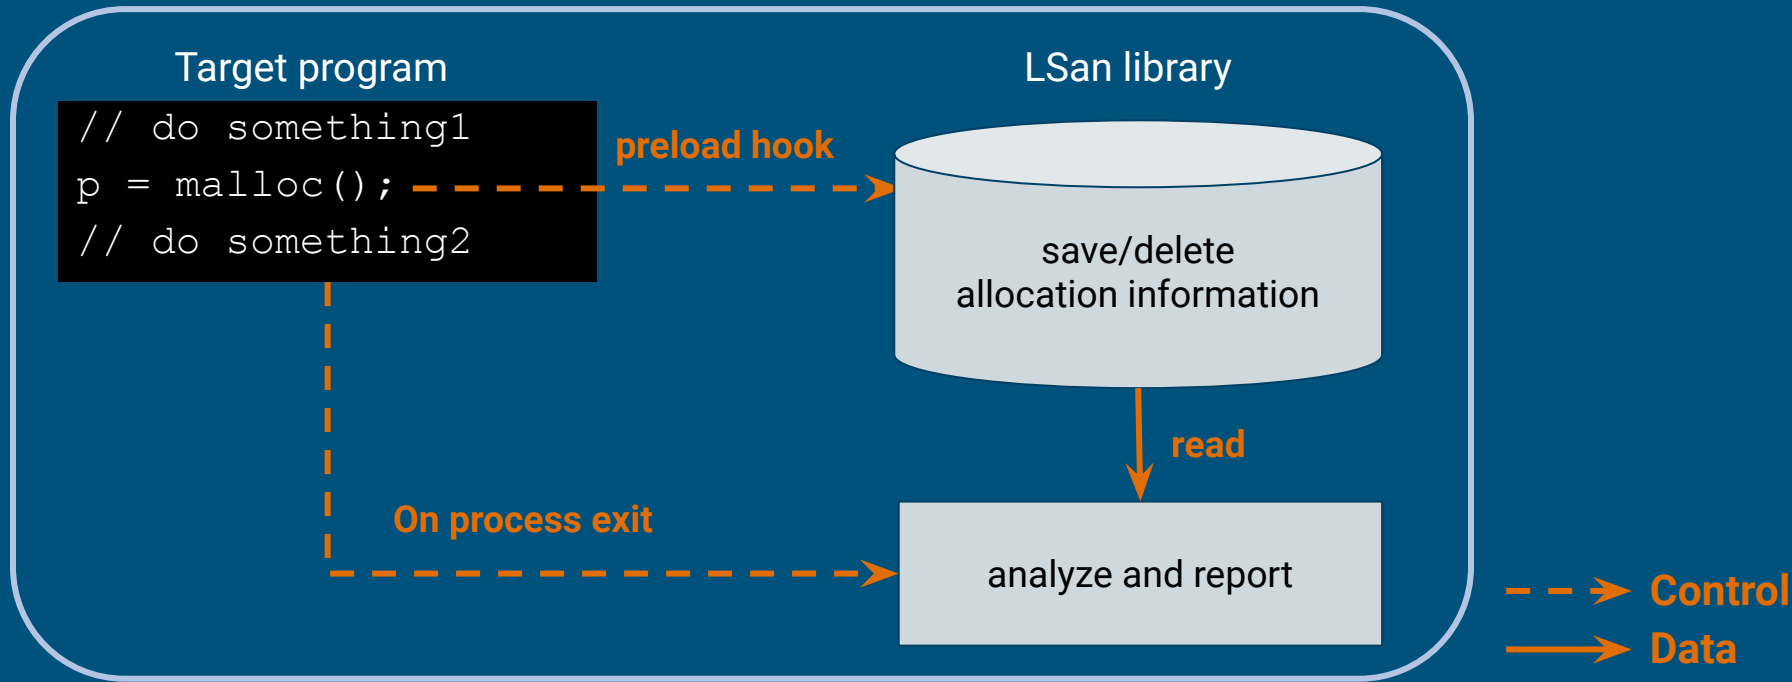 Target program
// do something1
p = malloc();
// do something2
preload hook
LSan library
save/delete
allocation information
read
On process exit
analyze and report
Control
Data